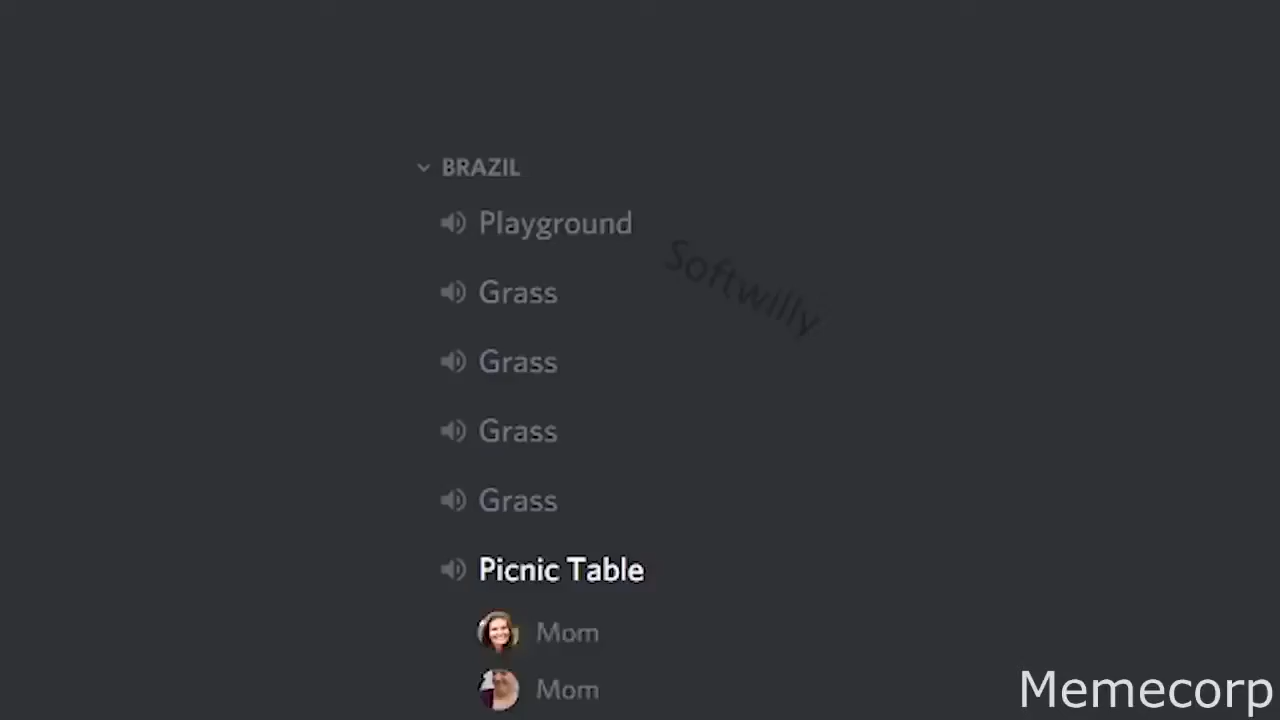 BRAZIL
Playground
Softwilly
Grass
Grass
Grass
Grass
Picnic Table
Mom
Mom
Memecorp